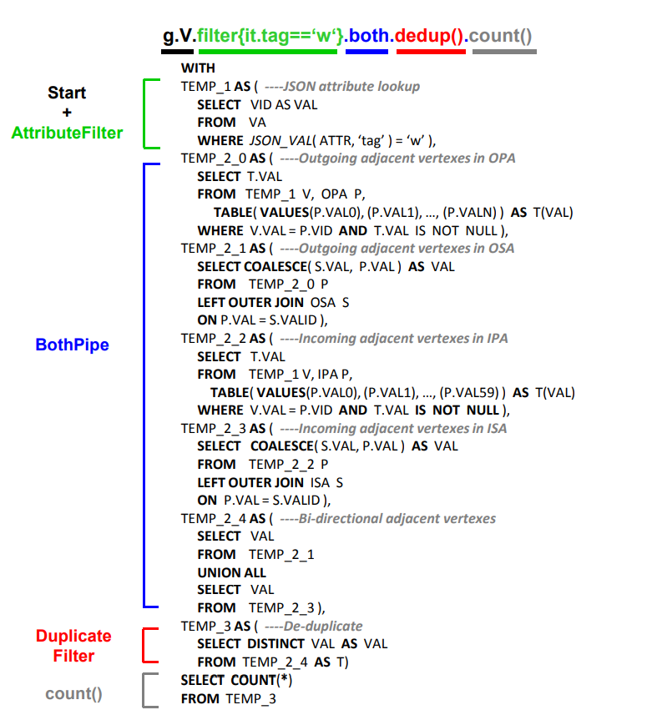 g.V.filter{it.tag==‘w‘}.both.dedup().count()
WITH
TEMP_1 AS ( ----JSON attribute lookup
SELECT VID AS VAL
FROM VA
WHERE JSON_VAL( ATTR, ‘tag’ ) = ‘w’ ),
Start
+
AttributeFilter
TEMP_2_0 AS ( ----Outgoing adjacent vertexes in OPA
SELECT T.VAL
FROM TEMP_1 V, OPA P,
TABLE( VALUES(P.VAL0), (P.VAL1), …, (P.VALN) ) AS T(VAL)
WHERE V.VAL = P.VID AND T.VAL IS NOT NULL ),
TEMP_2_1 AS ( ----Outgoing adjacent vertexes in OSA
SELECT COALESCE( S.VAL, P.VAL ) AS VAL
FROM TEMP_2_0 P
LEFT OUTER JOIN OSA S
ON P.VAL = S.VALID ),
TEMP_2_2 AS ( ----Incoming adjacent vertexes in IPA
SELECT T.VAL
FROM TEMP_1 V, IPA P,
TABLE( VALUES(P.VAL0), (P.VAL1), …, (P.VAL59) ) AS T(VAL)
WHERE V.VAL = P.VID AND T.VAL IS NOT NULL ),
TEMP_2_3 AS ( ----Incoming adjacent vertexes in ISA
SELECT COALESCE( S.VAL, P.VAL ) AS VAL
FROM TEMP_2_2 P
LEFT OUTER JOIN ISA S
ON P.VAL = S.VALID ),
TEMP_2_4 AS ( ----Bi-directional adjacent vertexes
SELECT VAL
FROM TEMP_2_1
UNION ALL
SELECT VAL
FROM TEMP_2_3 ),
BothPipe
TEMP_3 AS ( ----De-duplicate
SELECT DISTINCT VAL AS VAL
FROM TEMP_2_4 AS T)
Duplicate
Filter
SELECT COUNT(*)
FROM TEMP_3
count()